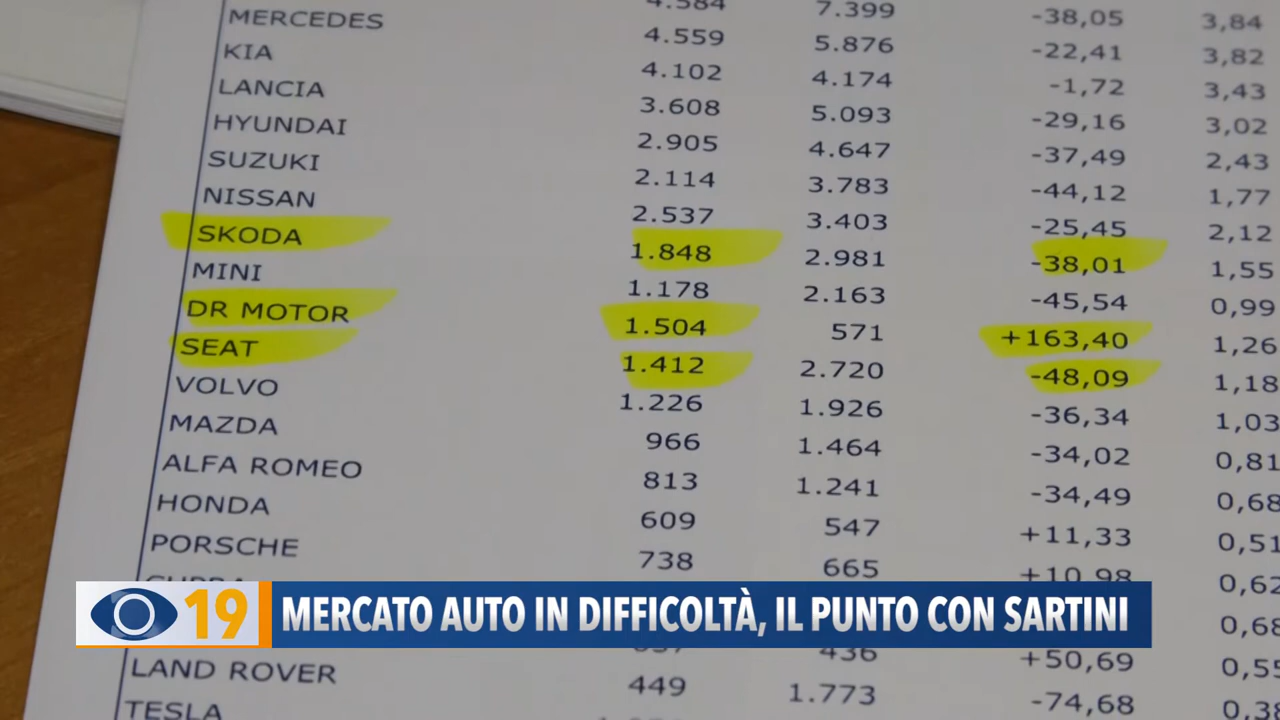 4.584 7.399 -38,05 3,84
MERCEDES 4.559 5.876 -22,41 3,82
KIA 4.102 4.174 -1,72 3,43
LANCIA 3.608 5.093 -29,16 3,02
HYUNDAI 2.905 4.647 -37,49 2,43
SUZUKI 2.114 3.783 -44,12 1,77
NISSAN 2.537 3.403 -25,45 2,12
SKODA 1.848 2.981 -38,01 1,55
MINI 1.178 2.163 -45,54 0,99
DR MOTOR 1.504 571 +163,40 1,26
SEAT 1.412 2.720 -48,09 1,18
VOLVO 1.226 1.926 -36,34 1,03
MAZDA 966 1.464 -34,02 0,81
ALFA ROMEO 813 1.241 -34,49 0,68
HONDA 609 547 +11,33 0,51
PORSCHE 738 665 +10,98 0,62
0,68
19 MERCATO AUTO IN DIFFICOLTÀ, IL PUNTO CON SARTINI
436 +50,69 0,55
LAND ROVER 449 1.773 -74,68 0,38
TESLA